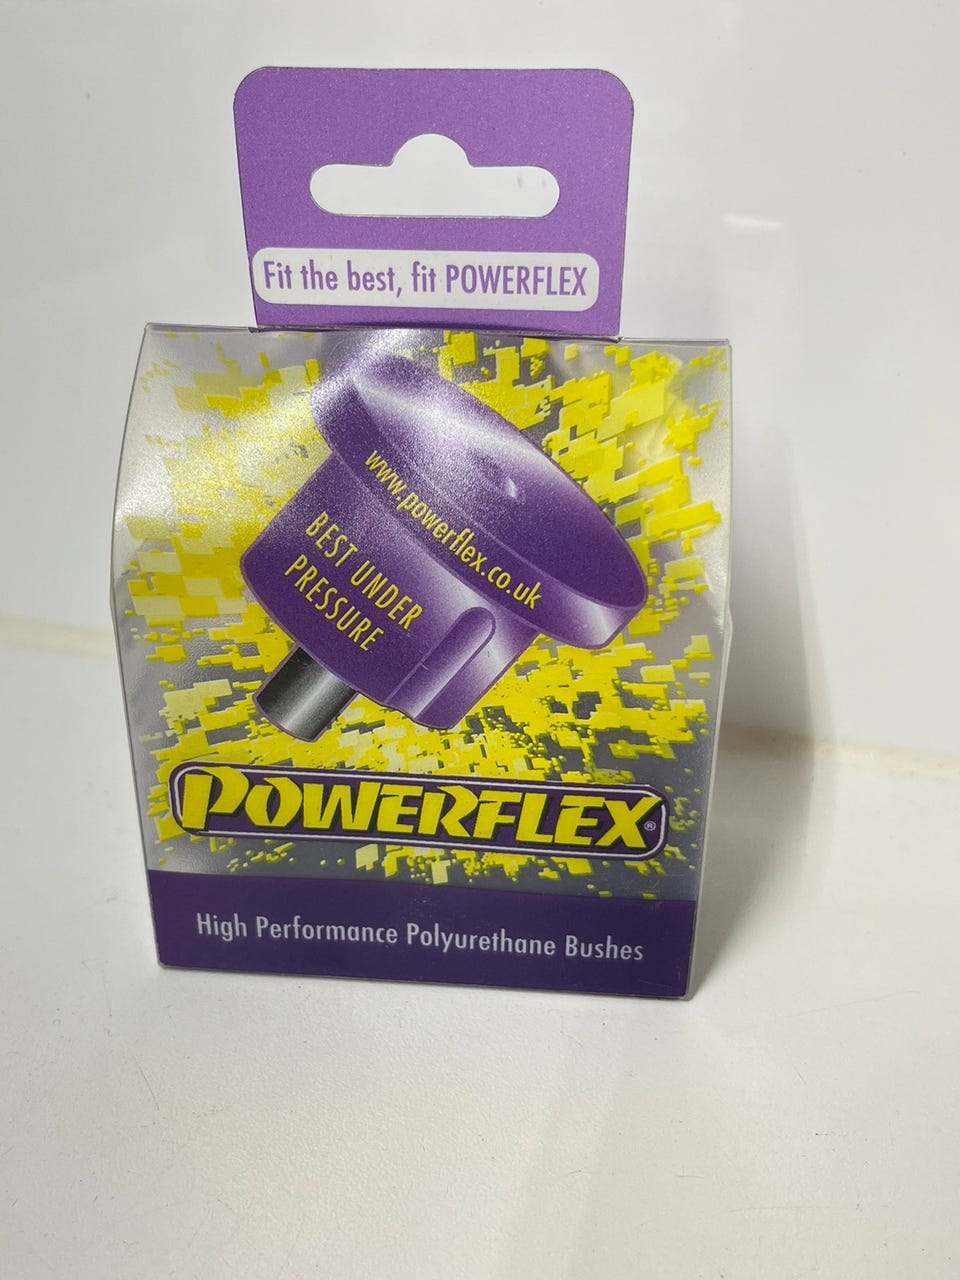 Fit the best, fit POWERFLEX
www.powerflex.co.uk
BEST UNDER
PRESSURE
POWERFLEX®
High Performance Polyurethane Bushes